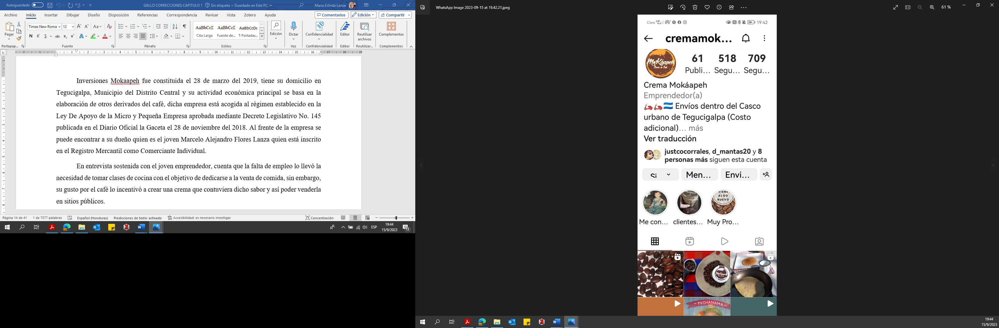 Autoguardado
GALLO CORRECCIONES CAPITULO 1
Sin etiqueta • Guardado en Este PC
Maria Erlinda Lanza
Archivo Inicio Insertar Dibujar Diseño Disposición Referencias Correspondencia Revisar Vista Zotero Ayuda
Comentarios Edición Compartir
Pegar
Times New Roma 12
N K S
AaBbCcI AaBbCcI AaBbCcDc
Cita Larga Fuente de... ¶ Portadas...
Edición
Dictar
Confidencialidad
Editor
Reutilizar archivos
Complementos
Portapap... Fuente Párrafo Estilos Voz Confidencialidad Editor Reutilizar... Complementos
Inversiones Mokaapeh fue constituida el 28 de marzo del 2019, tiene su domicilio en
Tegucigalpa, Municipio del Distrito Central y su actividad económica principal se basa en la
elaboración de otros derivados del café, dicha empresa está acogida al régimen establecido en la
Ley De Apoyo de la Micro y Pequeña Empresa aprobada mediante Decreto Legislativo No. 145
publicada en el Diario Oficial la Gaceta el 28 de noviembre del 2018. Al frente de la empresa se
puede encontrar a su dueño quien es el joven Marcelo Alejandro Flores Lanza quien está inscrito
en el Registro Mercantil como Comerciante Individual.
En entrevista sostenida con el joven emprendedor, cuenta que la falta de empleo lo llevó la
necesidad de tomar clases de cocina con el objetivo de dedicarse a la venta de comida, sin embargo,
su gusto por el café lo incentivó a crear una crema que contuviera dicho sabor y así poder venderla
en sitios públicos.
Página 14 de 41 1 de 7577 palabras Español (Honduras) Predicciones de texto: activado Accesibilidad: es necesario investigar
Concentración
ESP
19:44
15/9/2023
13
WhatsApp Image 2023-09-15 at 19.42.21.jpeg
61 %
Claro
19:42
cremamok...
MoKáapeh
Crema de Café
61 518 709
Publi... Segu... Segu...
Crema Mokáapeh
Emprendedor(a)
Envíos dentro del Casco
urbano de Tegucigalpa (Costo
adicional)... más
Ver traducción
justcocorrales, d_mantas20 y 8
personas más siguen esta cuenta
Si Men... Envi...
VIENE
ALGO
NUEVO
Me con... clientes... Muy Pro...
MoKáapeh
- PACHAMAMA -
19:44
15/9/2023